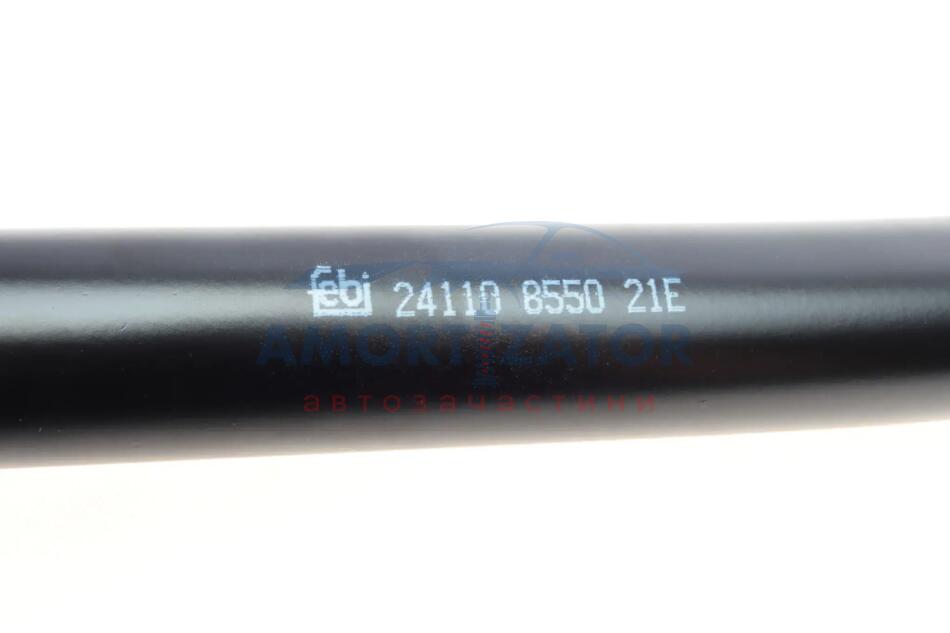 febi 24110 8550 21E
AMORTIZATOR
автозапчастини